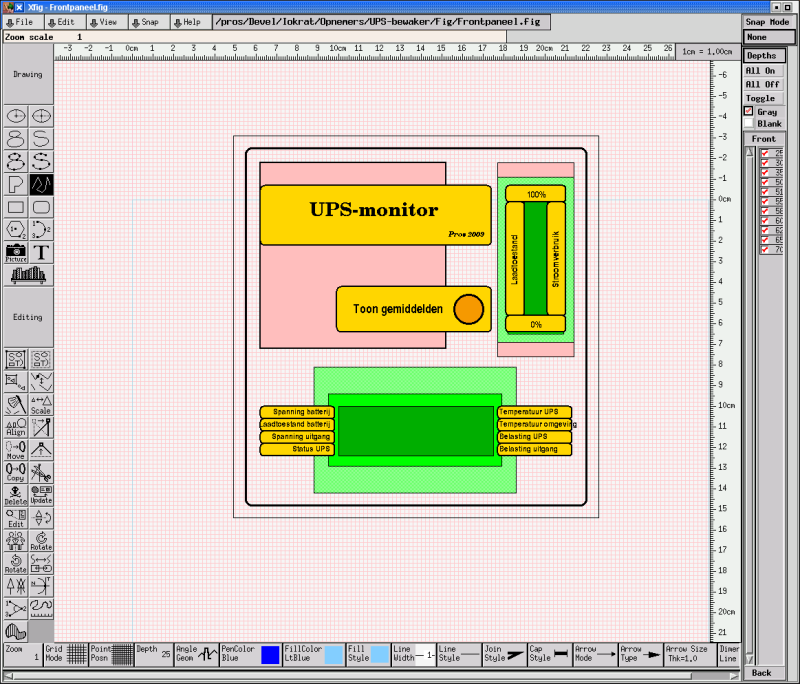 Xfig - Frontpaneel.fig
File Edit View Snap Help /pros/Devel/Iokrat/Opnemers/UPS-bewaker/Fig/Frontpaneel.fig
Snap Mode
Zoom scale 1
None
-3 -2 -1 0cm 1 2 3 4 5 6 7 8 9 10cm 11 12 13 14 15 16 17 18 19 20cm 21 22 23 24 25 26
1cm = 1,00cm
Depths
All On
All Off
Toggle
Gray
Blank
Front
Drawing
-6
-5
-4
-3
-2
-1
0cm
1
2
3
4
5
6
7
8
9
10cm
11
12
13
14
15
16
17
18
19
20cm
21
Picture
Editing
Scale
Align
Move
Copy
Delete
Update
Edit
Rotate
Rotate
UPS-monitor
Pros 2009
Toon gemiddelden
100%
Laadtoestand
Stroomverbruik
0%
Spanning batterij
Laadtoestand batterij
Spanning uitgang
Status UPS
Temperatuur UPS
Temperatuur omgeving
Belasting UPS
Belasting uitgang
Zoom 1
Grid Mode
Point Posn
Depth 25
Angle Geom
PenColor Blue
FillColor LtBlue
Fill Style
Line Width 1
Line Style
Join Style
Cap Style
Arrow Mode
Arrow Type
Arrow Size Thk=1.0
Dimen Line
Back